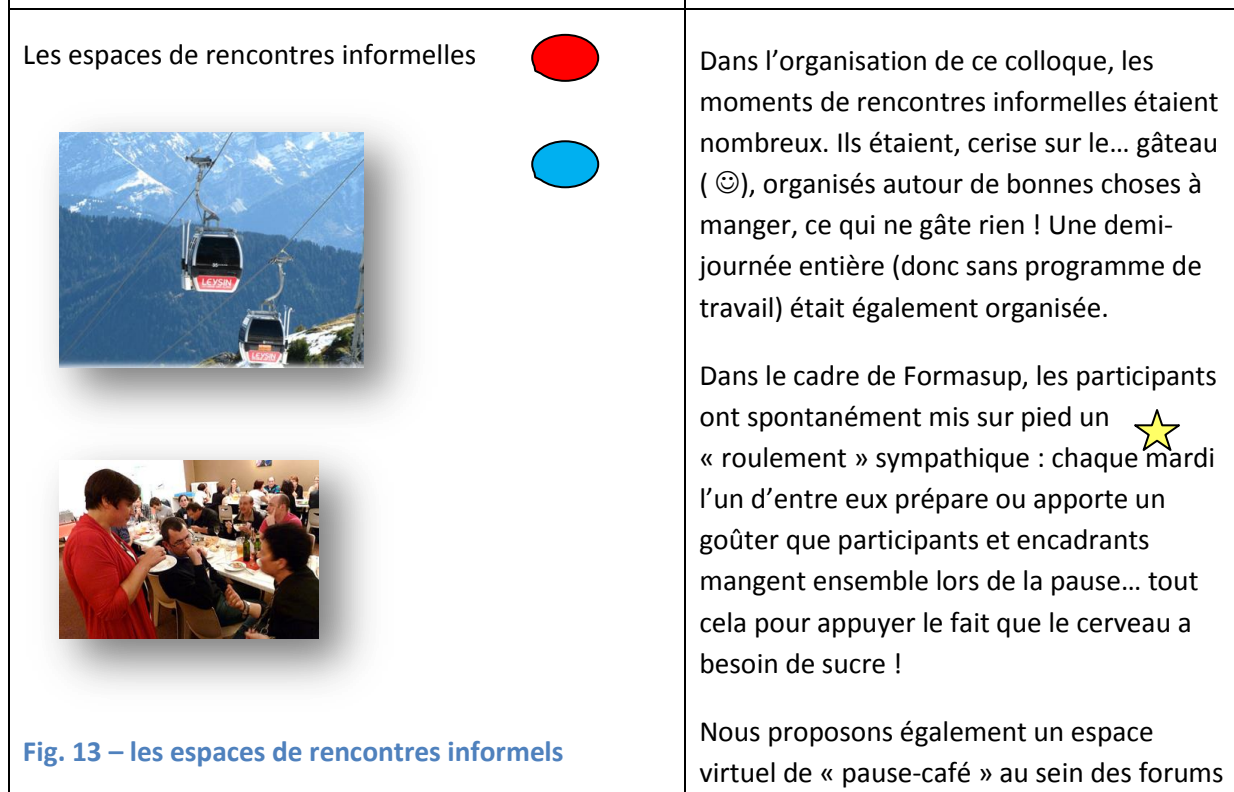 Les espaces de rencontres informelles
LEYSIN
LEYSIN
Fig. 13 – les espaces de rencontres informels
Dans l’organisation de ce colloque, les
moments de rencontres informelles étaient
nombreux. Ils étaient, cerise sur le… gâteau
( ☺), organisés autour de bonnes choses à
manger, ce qui ne gâte rien ! Une demi-
journée entière (donc sans programme de
travail) était également organisée.
Dans le cadre de Formasup, les participants
ont spontanément mis sur pied un
« roulement » sympathique : chaque mardi
l’un d’entre eux prépare ou apporte un
goûter que participants et encadrants
mangent ensemble lors de la pause… tout
cela pour appuyer le fait que le cerveau a
besoin de sucre !
Nous proposons également un espace
virtuel de « pause-café » au sein des forums